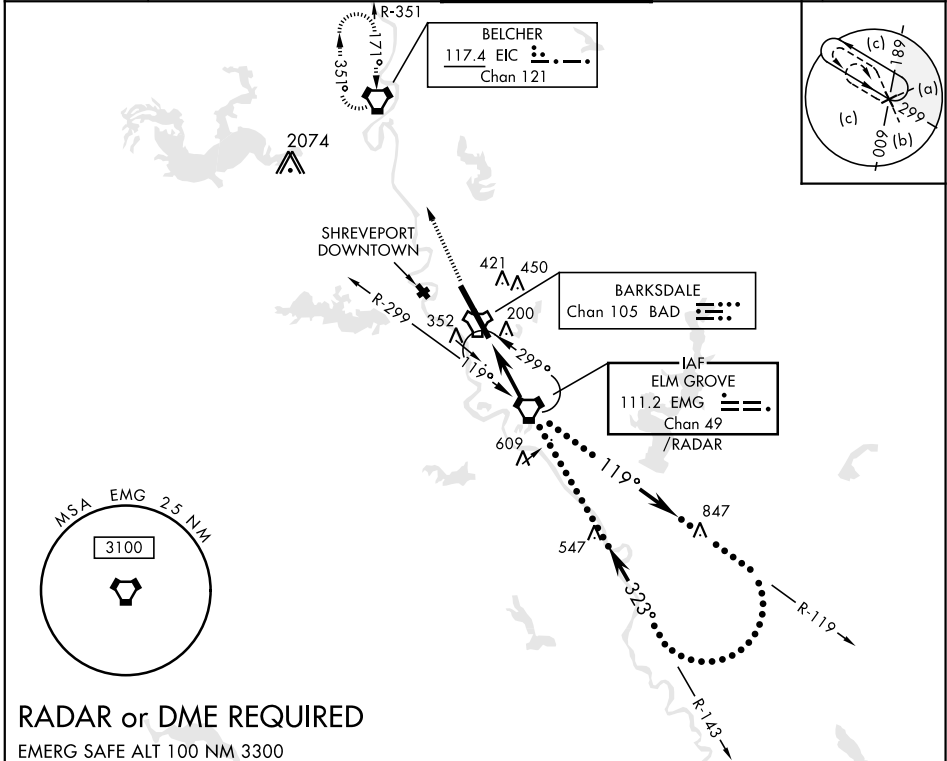 R-351
171°
351°
BELCHER
117.4 EIC
Chan 121
(c)
189
(a)
299
(c)
(b)
009
2074
SHREVEPORT
DOWNTOWN
421
450
BARKSDALE
Chan 105 BAD
R-299
352
200
119°
299°
IAF
ELM GROVE
111.2 EMG
Chan 49
/RADAR
609
119°
847
547
323°
R-119
R-143
MSA EMG 25 NM
3100
RADAR or DME REQUIRED
EMERG SAFE ALT 100 NM 3300